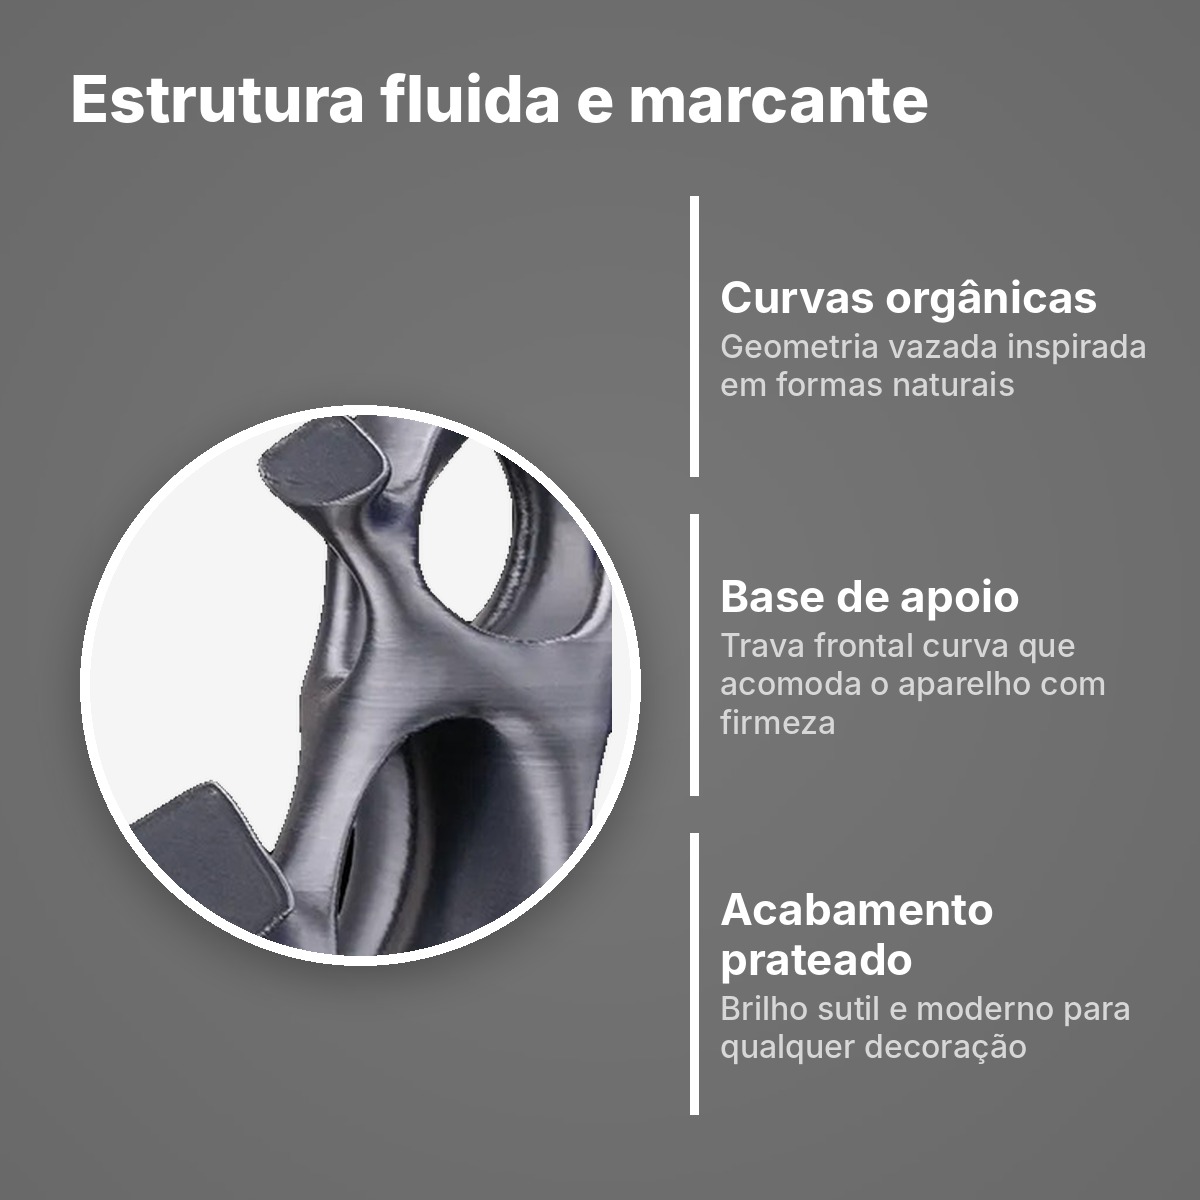 Estrutura fluida e marcante
Curvas orgânicas
Geometria vazada inspirada
em formas naturais
Base de apoio
Trava frontal curva que
acomoda o aparelho com
firmeza
Acabamento
prateado
Brilho sutil e moderno para
qualquer decoração